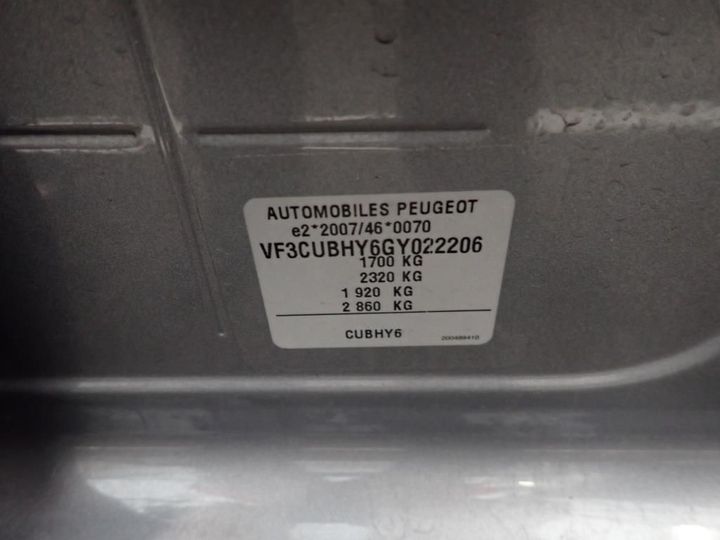 AUTOMOBILES PEUGEOT
e2*2007/46*0070
VF3CUBHY6GY022206
1700 KG
2320 KG
1 920 KG
2 860 KG
CUBHY6